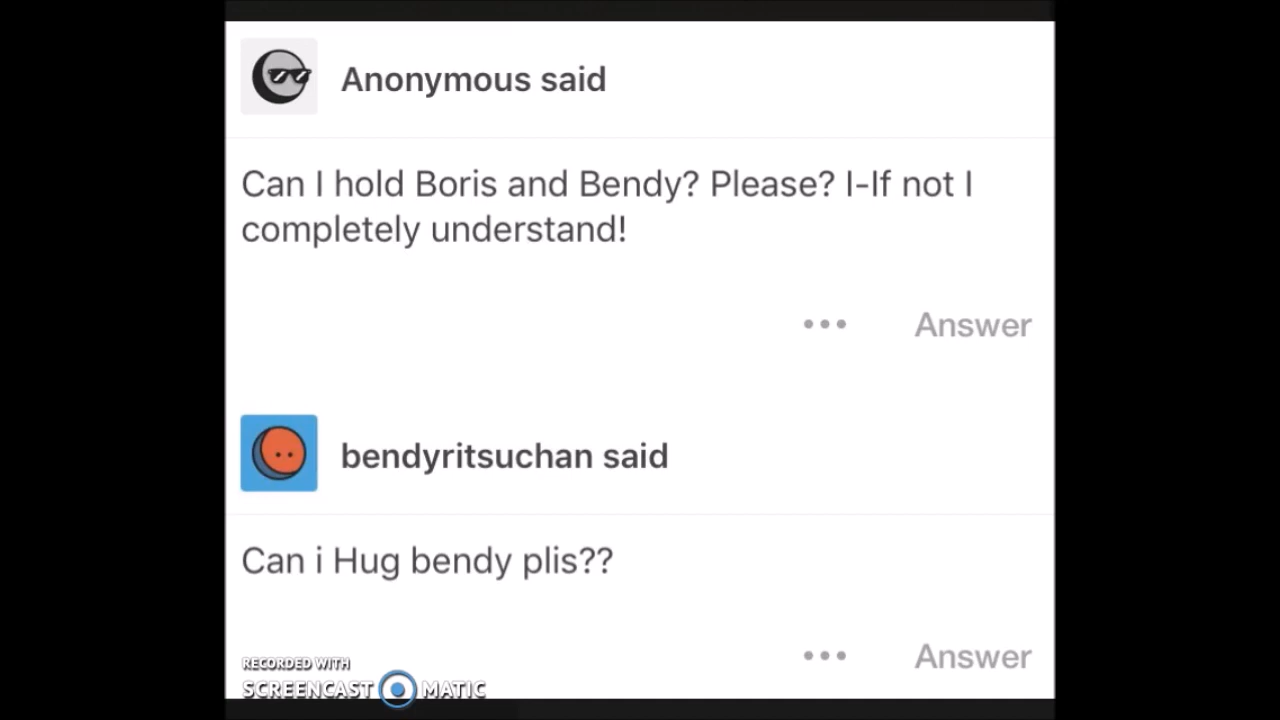 Anonymous said
Can I hold Boris and Bendy? Please? I-If not I
completely understand!
Answer
bendyritsuchan said
Can i Hug bendy plis??
Answer
RECORDED WITH
SCREENCAST MATIC